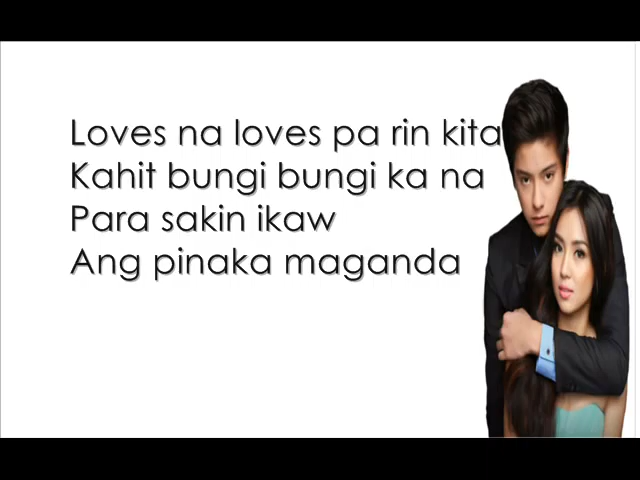 Loves na loves pa rin kita
Kahit bungi bungi ka na
Para sakin ikaw
Ang pinaka maganda